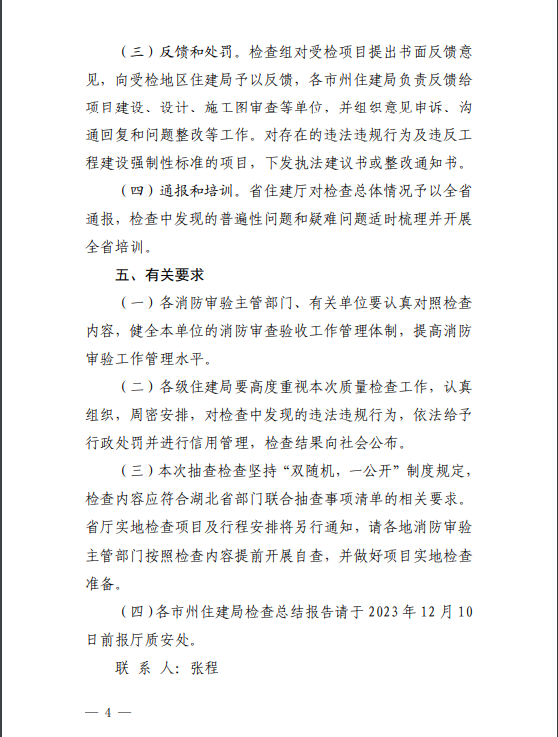 （三）反馈和处罚。检查组对受检项目提出书面反馈意
见，向受检地区住建局予以反馈，各市州住建局负责反馈给
项目建设、设计、施工图审查等单位，并组织意见申诉、沟
通回复和问题整改等工作。对存在的违法违规行为及违反工
程建设强制性标准的项目，下发执法建议书或整改通知书。
（四）通报和培训。省住建厅对检查总体情况予以全省
通报，检查中发现的普遍性问题和疑难问题适时梳理并开展
全省培训。
五、有关要求
（一）各消防审验主管部门、有关单位要认真对照检查
内容，健全本单位的消防审查验收工作管理体制，提高消防
审验工作管理水平。
（二）各级住建局要高度重视本次质量检查工作，认真
组织，周密安排，对检查中发现的违法违规行为，依法给予
行政处罚并进行信用管理，检查结果向社会公布。
（三）本次抽查检查坚持“双随机，一公开”制度规定，
检查内容应符合湖北省部门联合抽查事项清单的相关要求。
省厅实地检查项目及行程安排将另行通知，请各地消防审验
主管部门按照检查内容提前开展自查，并做好项目实地检查
准备。
（四）各市州住建局检查总结报告请于 2023 年 12 月 10
日前报厅质安处。
联 系 人：张程
— 4 —